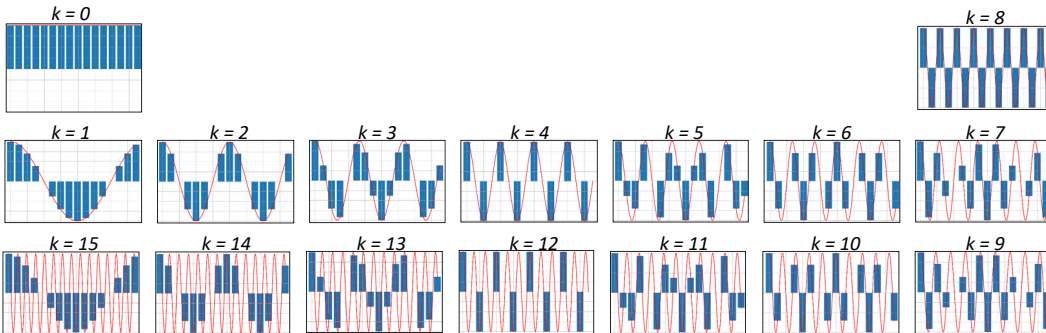 k = 0
k = 8
k = 1
k = 2
k = 3
k = 4
k = 5
k = 6
k = 7
k = 15
k = 14
k = 13
k = 12
k = 11
k = 10
k = 9